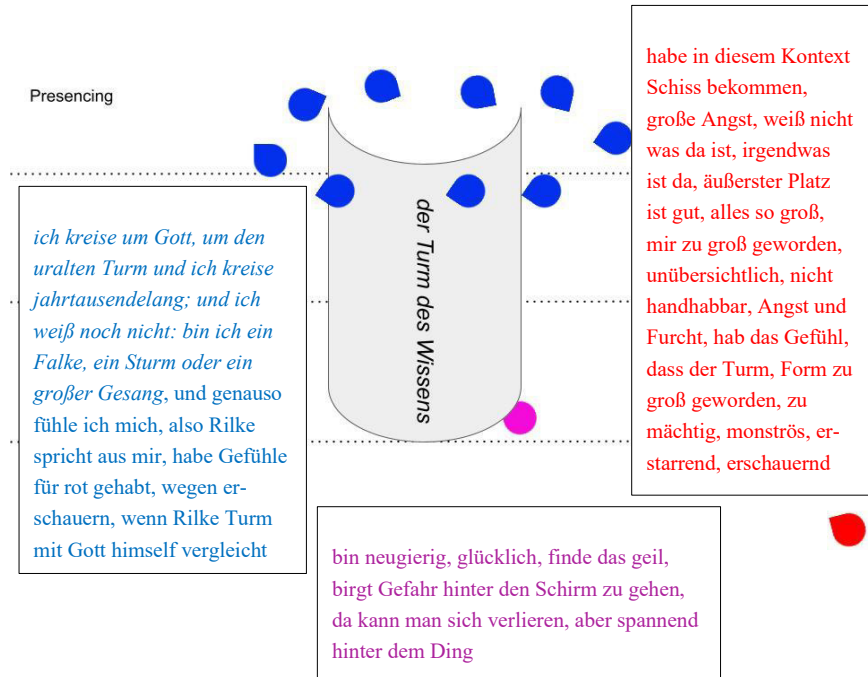 Presencing
habe in diesem Kontext
Schiss bekommen,
große Angst, weiß nicht
was da ist, irgendwas
ist da, äußerster Platz
ist gut, alles so groß,
mir zu groß geworden,
unübersichtlich, nicht
handhabbar, Angst und
Furcht, hab das Gefühl,
dass der Turm, Form zu
groß geworden, zu
mächtig, monströs, er-
starrend, erschauernd
der Turm des Wissens
ich kreise um Gott, um den
uralten Turm und ich kreise
jahrtausendelang; und ich
weiß noch nicht: bin ich ein
Falke, ein Sturm oder ein
großer Gesang, und genauso
fühle ich mich, also Rilke
spricht aus mir, habe Gefühle
für rot gehabt, wegen er-
schauern, wenn Rilke Turm
mit Gott himself vergleicht
bin neugierig, glücklich, finde das geil,
birgt Gefahr hinter den Schirm zu gehen,
da kann man sich verlieren, aber spannend
hinter dem Ding